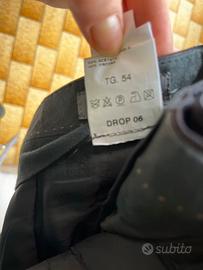 TG. 54
DROP 06
subito